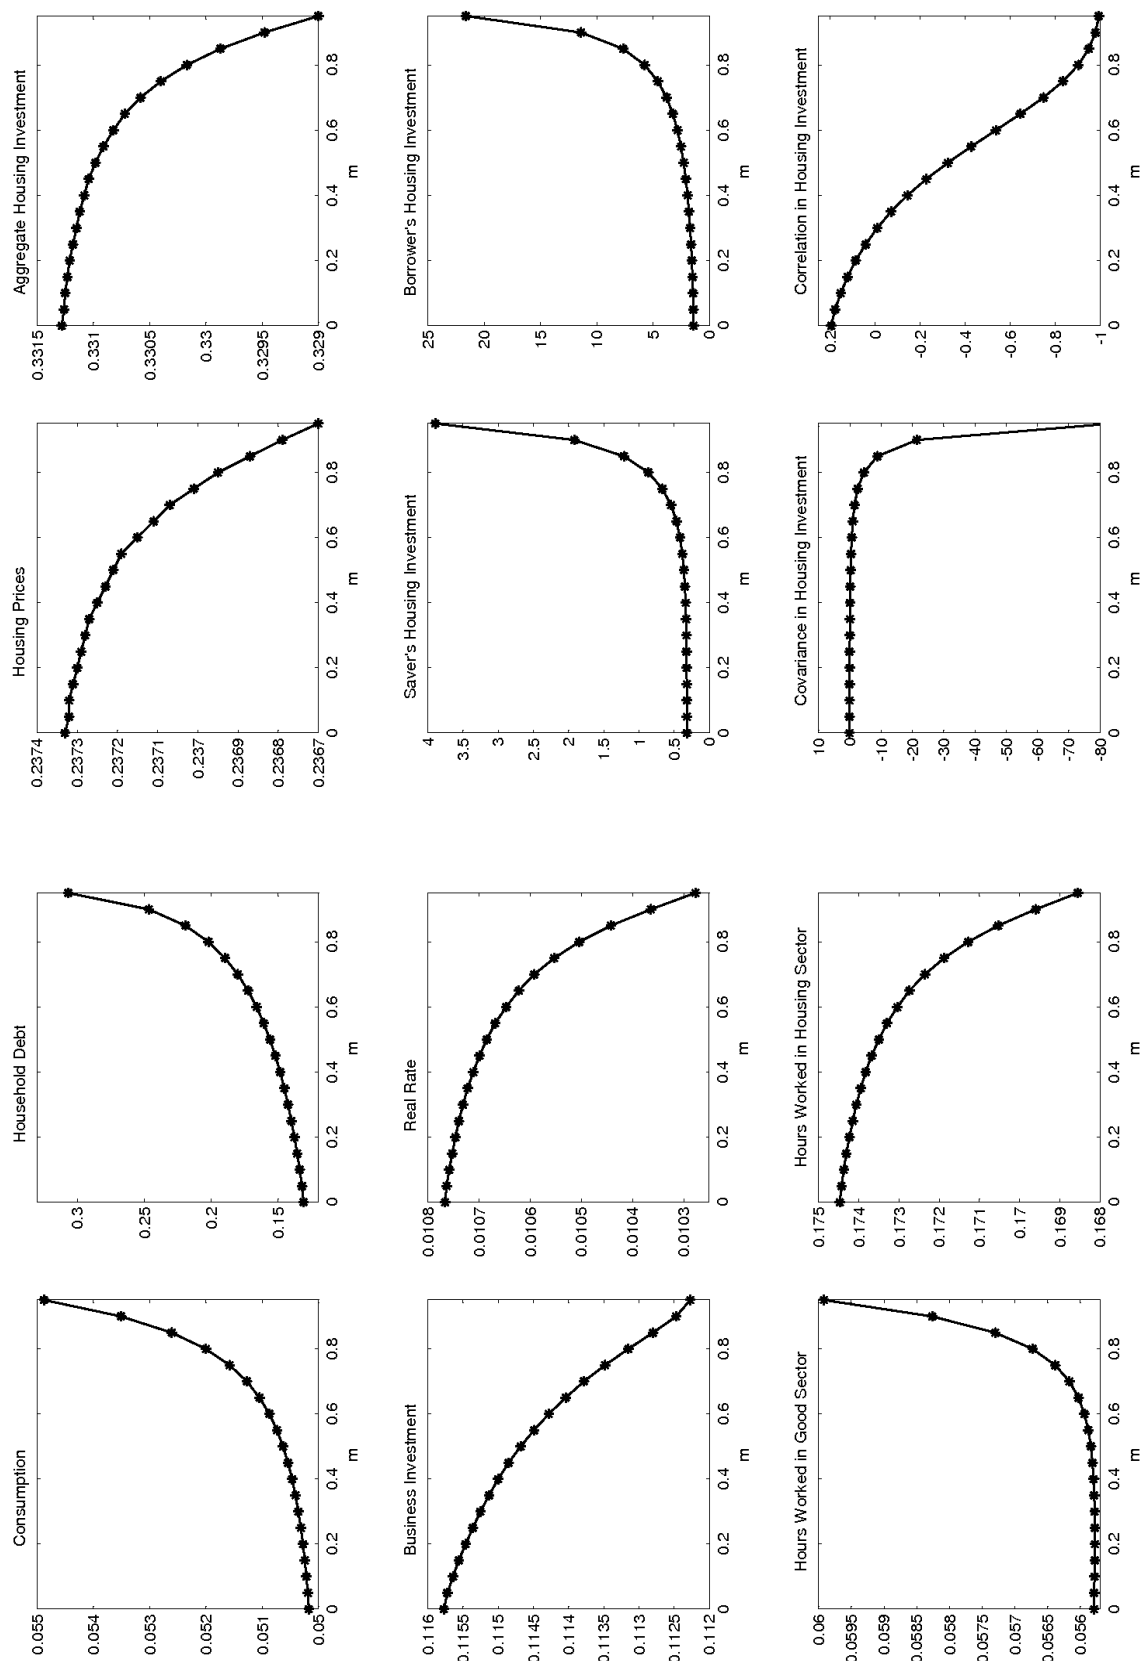 Consumption
0.055
0.054
0.053
0.052
0.051
0.05
0 0.2 0.4 0.6 0.8
m
Household Debt
0.3
0.25
0.2
0.15
0 0.2 0.4 0.6 0.8
m
Housing Prices
0.2374
0.2373
0.2372
0.2371
0.237
0.2369
0.2368
0.2367
0 0.2 0.4 0.6 0.8
m
Aggregate Housing Investment
0.3315
0.331
0.3305
0.33
0.3295
0.329
0 0.2 0.4 0.6 0.8
m
Business Investment
0.116
0.1155
0.115
0.1145
0.114
0.1135
0.113
0.1125
0.112
0 0.2 0.4 0.6 0.8
m
Real Rate
0.0108
0.0107
0.0106
0.0105
0.0104
0.0103
0 0.2 0.4 0.6 0.8
m
Saver's Housing Investment
4
3.5
3
2.5
2
1.5
1
0.5
0
0 0.2 0.4 0.6 0.8
m
Borrower's Housing Investment
25
20
15
10
5
0
0 0.2 0.4 0.6 0.8
m
Hours Worked in Good Sector
0.06
0.0595
0.059
0.0585
0.058
0.0575
0.057
0.0565
0.056
0 0.2 0.4 0.6 0.8
m
Hours Worked in Housing Sector
0.175
0.174
0.173
0.172
0.171
0.17
0.169
0.168
0 0.2 0.4 0.6 0.8
m
Covariance in Housing Investment
10
0
-10
-20
-30
-40
-50
-60
-70
-80
0 0.2 0.4 0.6 0.8
m
Correlation in Housing Investment
0.2
0
-0.2
-0.4
-0.6
-0.8
-1
0 0.2 0.4 0.6 0.8
m